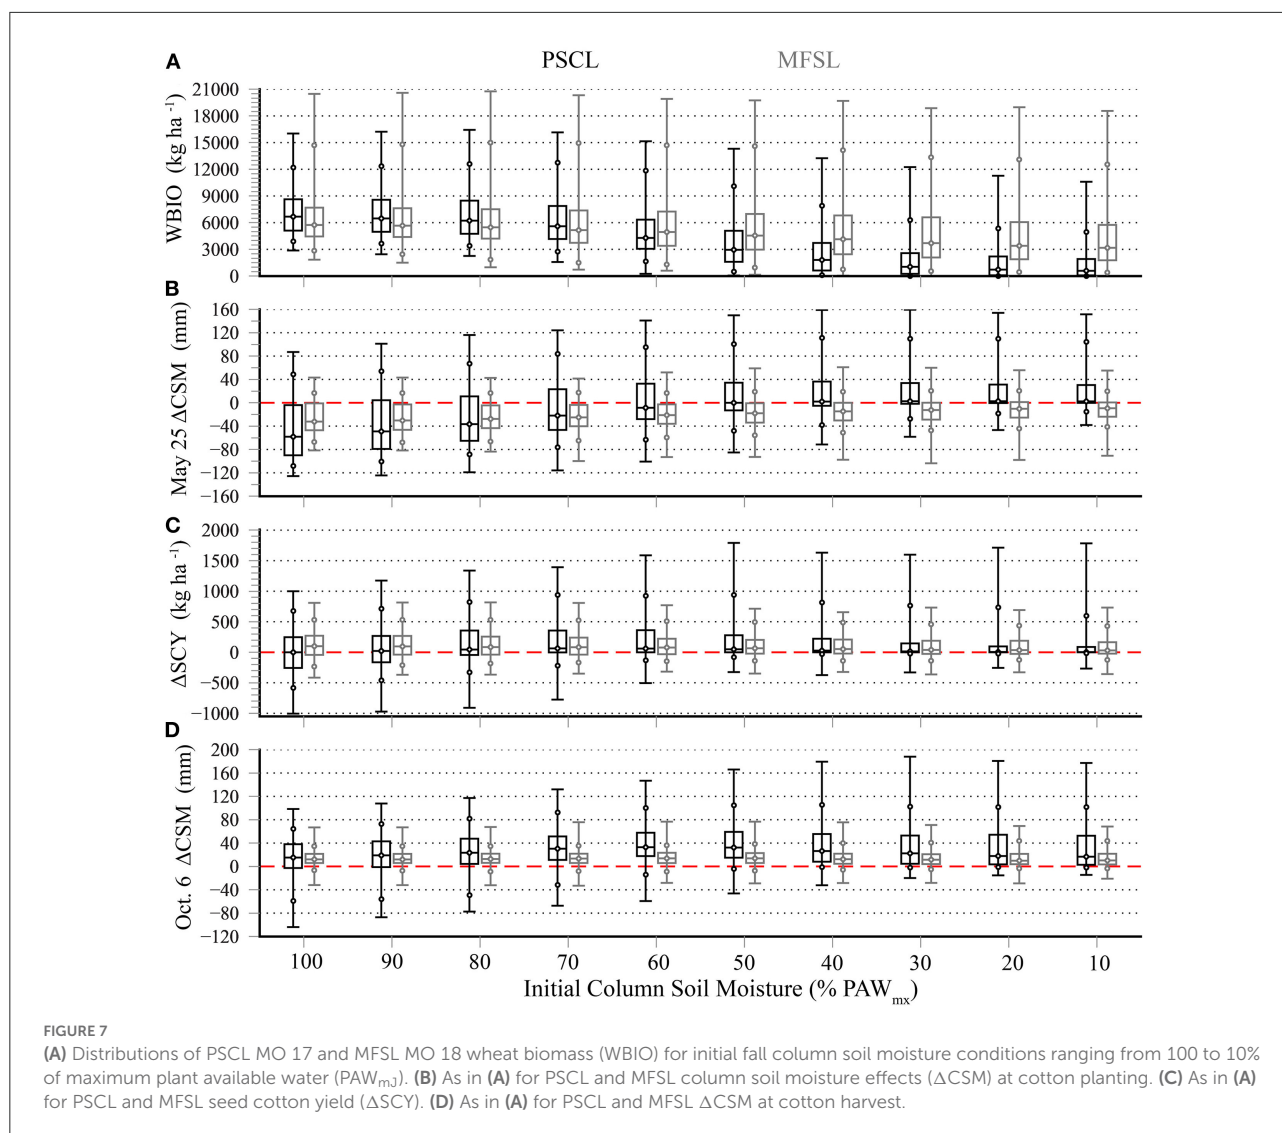 A
PSCL MFSL
WBIO (kg ha⁻¹)
21000
18000
15000
12000
9000
6000
3000
0
B
May 25 ΔCSM (mm)
160
120
80
40
0
−40
−80
−120
−160
C
ΔSCY (kg ha⁻¹)
2000
1500
1000
500
0
−500
−1000
D
Oct. 6 ΔCSM (mm)
200
160
120
80
40
0
−40
−80
−120
100 90 80 70 60 50 40 30 20 10
Initial Column Soil Moisture (% PAWmx)
FIGURE 7
(A) Distributions of PSCL MO 17 and MFSL MO 18 wheat biomass (WBIO) for initial fall column soil moisture conditions ranging from 100 to 10%
of maximum plant available water (PAWmJ). (B) As in (A) for PSCL and MFSL column soil moisture effects (ΔCSM) at cotton planting. (C) As in (A)
for PSCL and MFSL seed cotton yield (ΔSCY). (D) As in (A) for PSCL and MFSL ΔCSM at cotton harvest.